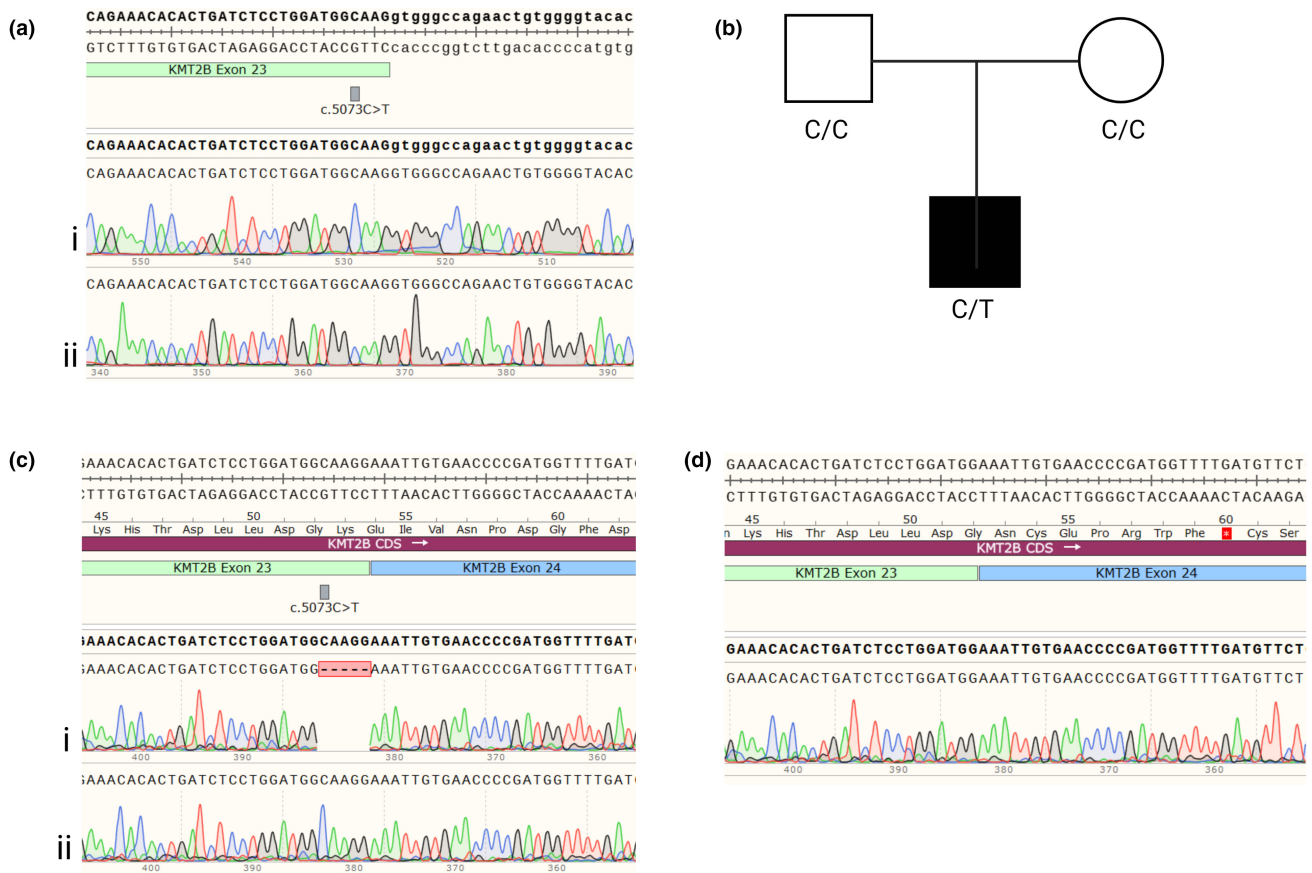 (a)
CAGAAACACACTGATCTCCTGGATGGCAAGgtgggccagaactgtggggtacac
GTCTTTGTGTGACTAGAGGACCTACCGTTCcacccggtcttgacaccccatgtg
KMT2B Exon 23
c.5073C>T
CAGAAACACACTGATCTCCTGGATGGCAAGgtgggccagaactgtggggtacac
CAGAAACACACTGATCTCCTGGATGGCAAGGTGGGCCAGAACTGTGGGGTACAC
i
550 540 530 520 510
CAGAAACACACTGATCTCCTGGATGGCAAGGTGGGCCAGAACTGTGGGGTACAC
ii
340 350 360 370 380 390
(b)
C/C C/C
C/T
(c)
GAAACACACTGATCTCCTGGATGGCAAGGAAATTGTGAACCCCGATGGTTTTGATG
CTTTGTGTGACTAGAGGACCTACCGTTCCTTTAACACTTGGGGCTACCAAAACTAC
45 50 55 60
Lys His Thr Asp Leu Leu Asp Gly Lys Glu Ile Val Asn Pro Asp Gly Phe Asp
KMT2B CDS →
KMT2B Exon 23 KMT2B Exon 24
c.5073C>T
GAAACACACTGATCTCCTGGATGGCAAGGAAATTGTGAACCCCGATGGTTTTGATG
GAAACACACTGATCTCCTGGATGG-----AAATTGTGAACCCCGATGGTTTTGATG
i
400 390 380 370 360
GAAACACACTGATCTCCTGGATGGCAAGGAAATTGTGAACCCCGATGGTTTTGATG
ii
400 390 380 370 360
(d)
GAAACACACTGATCTCCTGGATGGAAATTGTGAACCCCGATGGTTTTGATGTTCT
CTTTGTGTGACTAGAGGACCTACCTTTAACACTTGGGGCTACCAAAACTACAAGA
45 50 55 60
n Lys His Thr Asp Leu Leu Asp Gly Asn Cys Glu Pro Arg Trp Phe * Cys Ser
KMT2B CDS →
KMT2B Exon 23 KMT2B Exon 24
GAAACACACTGATCTCCTGGATGGAAATTGTGAACCCCGATGGTTTTGATGTTCT
GAAACACACTGATCTCCTGGATGGAAATTGTGAACCCCGATGGTTTTGATGTTCT
400 390 380 370 360